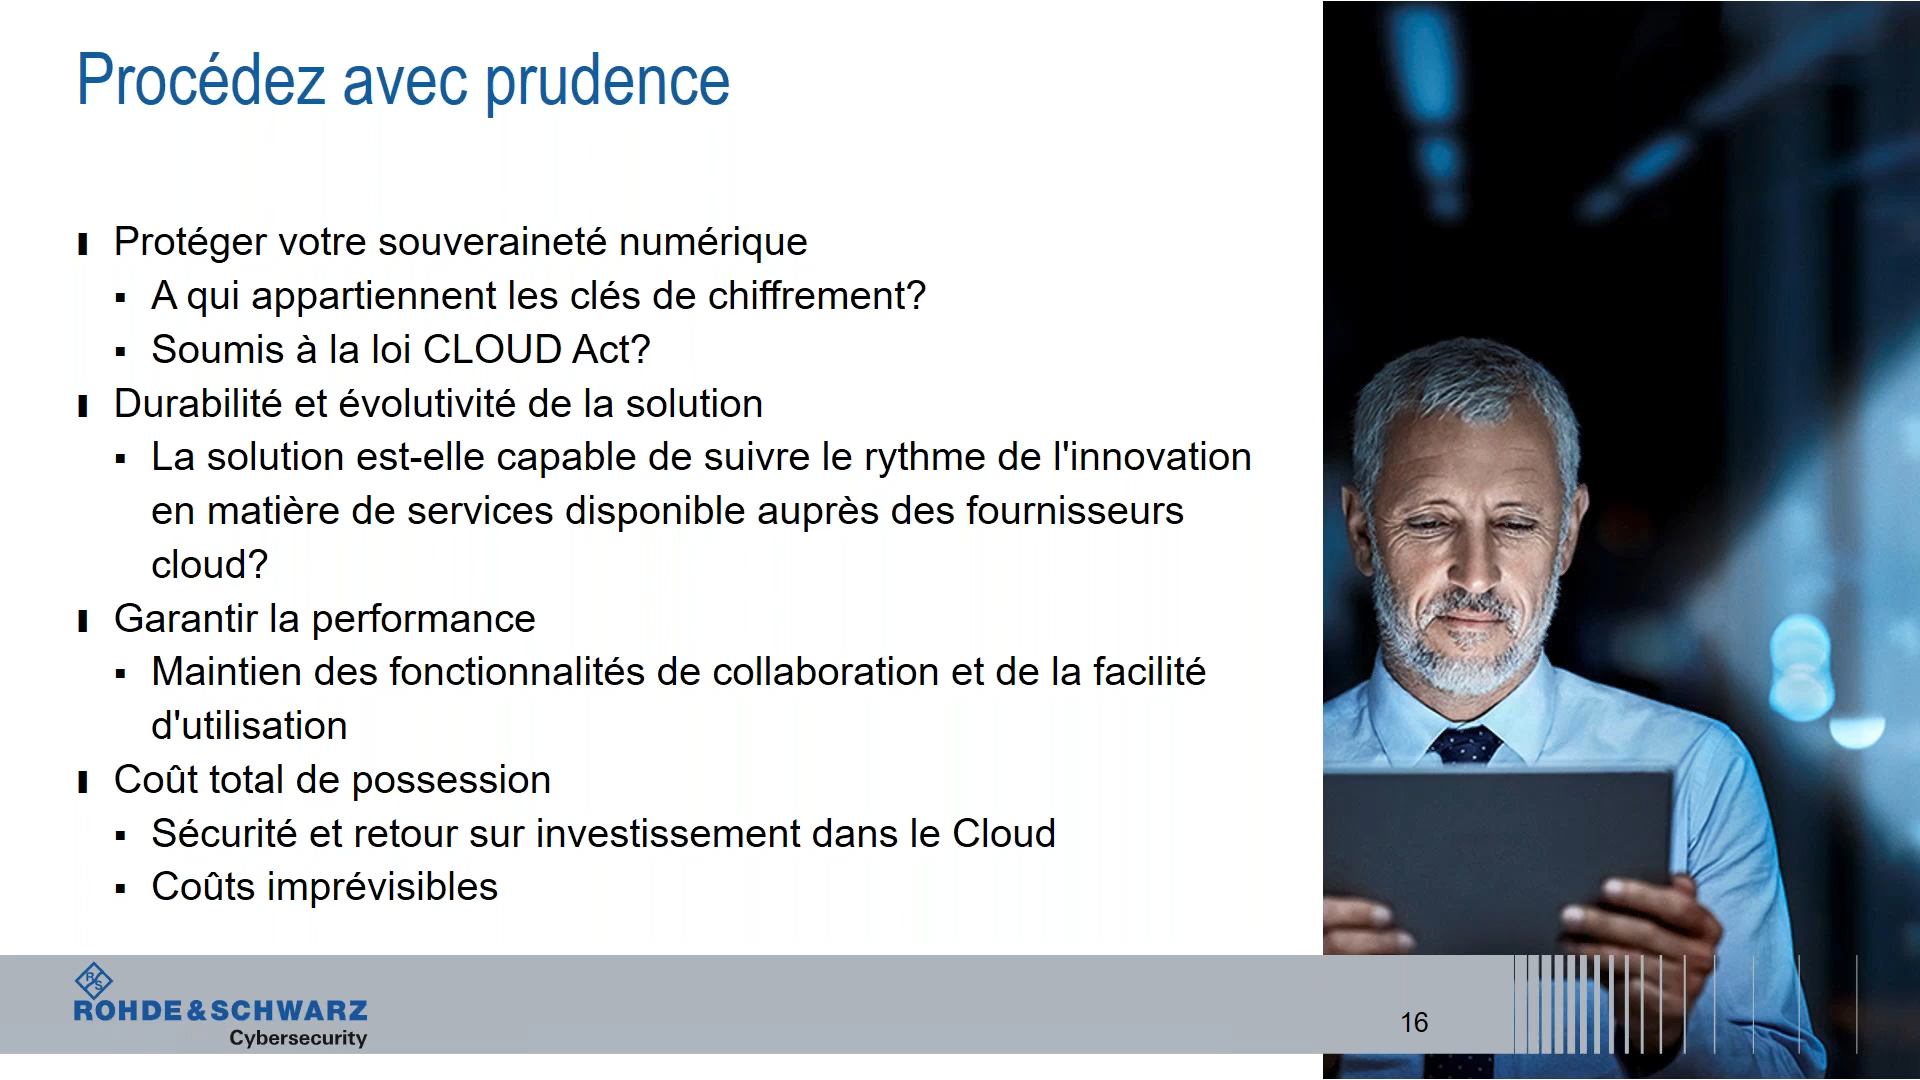 Procédez avec prudence
Protéger votre souveraineté numérique
A qui appartiennent les clés de chiffrement?
Soumis à la loi CLOUD Act?
Durabilité et évolutivité de la solution
La solution est-elle capable de suivre le rythme de l'innovation
en matière de services disponible auprès des fournisseurs
cloud?
Garantir la performance
Maintien des fonctionnalités de collaboration et de la facilité
d'utilisation
Coût total de possession
Sécurité et retour sur investissement dans le Cloud
Coûts imprévisibles
R S
ROHDE&SCHWARZ
Cybersecurity
16